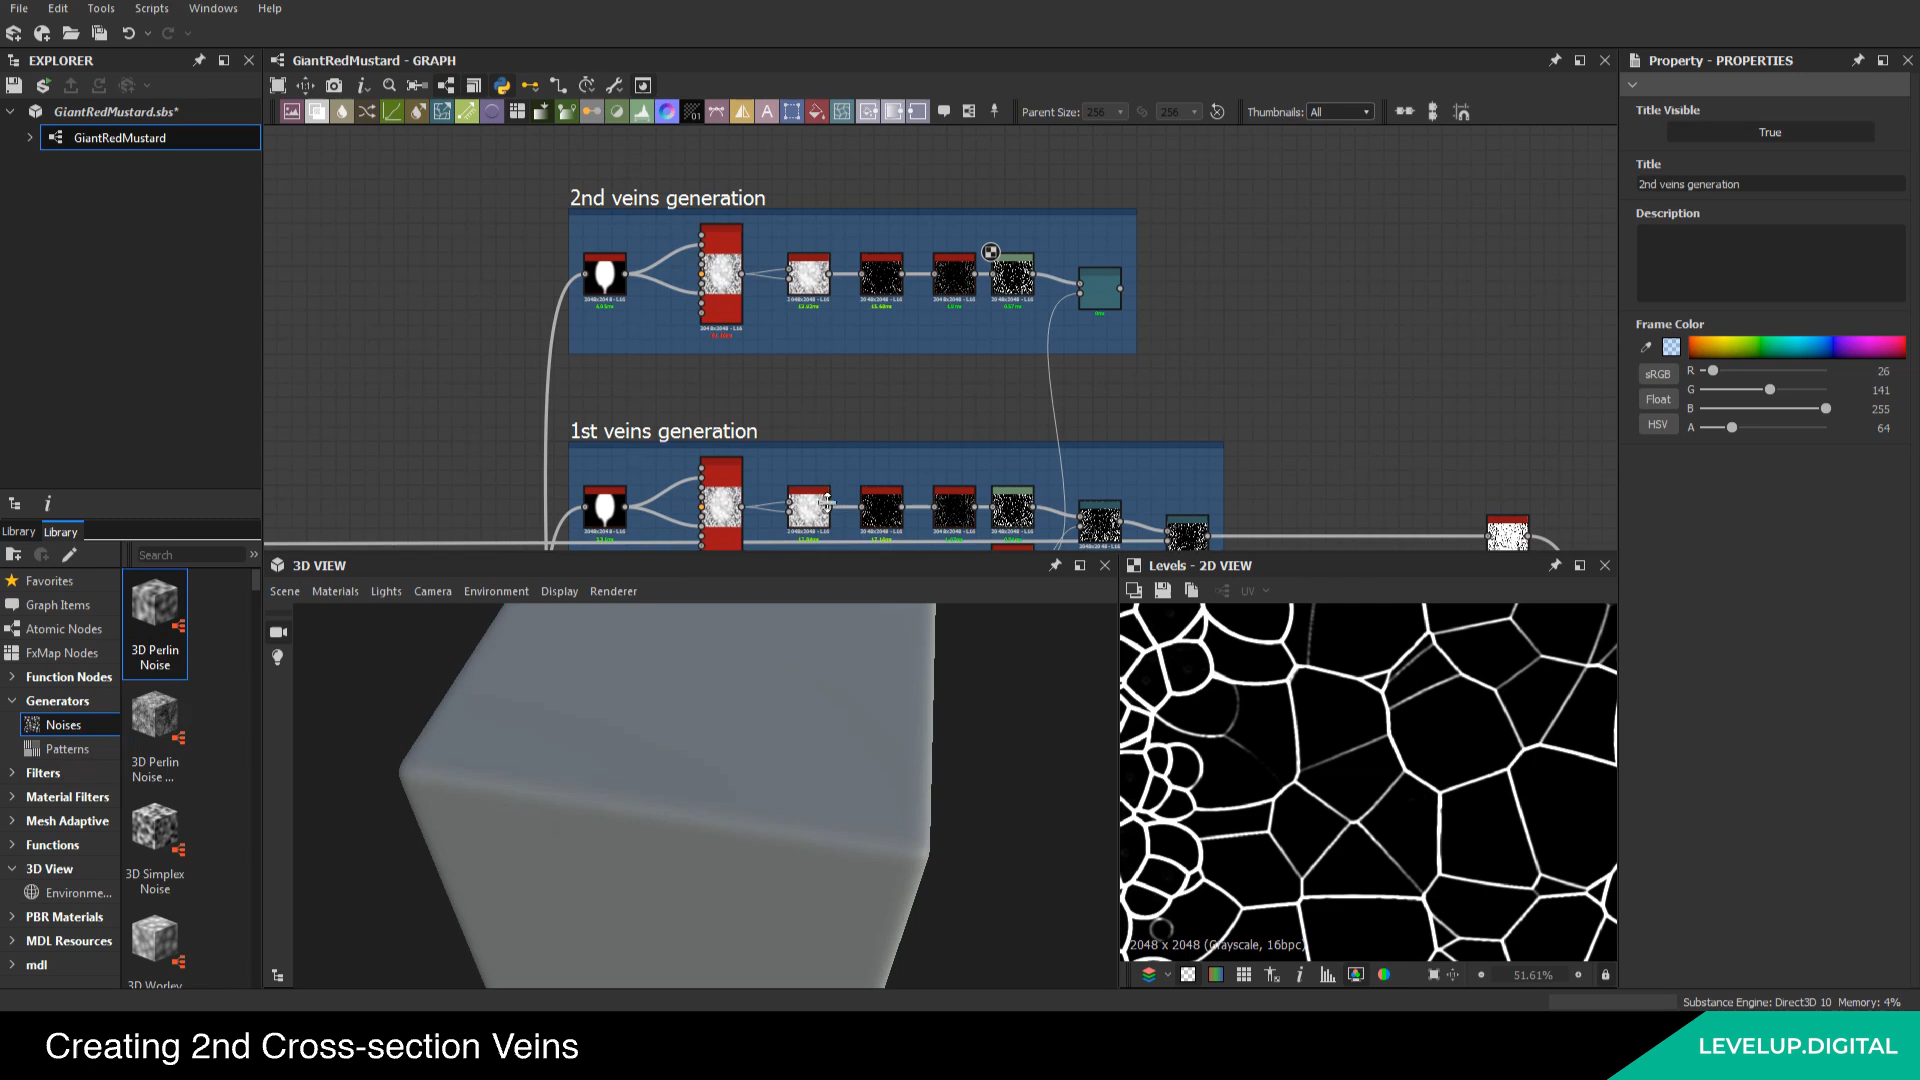 File Edit Tools Scripts Windows Help
EXPLORER
GiantRedMustard - GRAPH
Property - PROPERTIES
GiantRedMustard.sbs*
GiantRedMustard
Parent Size: 256 256 Thumbnails: All
Title Visible
True
Title
2nd veins generation
Description
Frame Color
sRGB R 26
Float G 141
B 255
HSV A 64
2nd veins generation
1st veins generation
Library Library
Search
Favorites
Graph Items
Atomic Nodes
FxMap Nodes
Function Nodes
Generators
Noises
Patterns
Filters
Material Filters
Mesh Adaptive
Functions
3D View
Environme...
PBR Materials
MDL Resources
mdl
3D Perlin
Noise
3D Perlin
Noise ...
3D Simplex
Noise
3D Worley
3D VIEW
Scene Materials Lights Camera Environment Display Renderer
Levels - 2D VIEW
UV
2048 x 2048 (Grayscale, 16bpc)
51.61%
Substance Engine: Direct3D 10 Memory: 4%
Creating 2nd Cross-section Veins
LEVELUP.DIGITAL